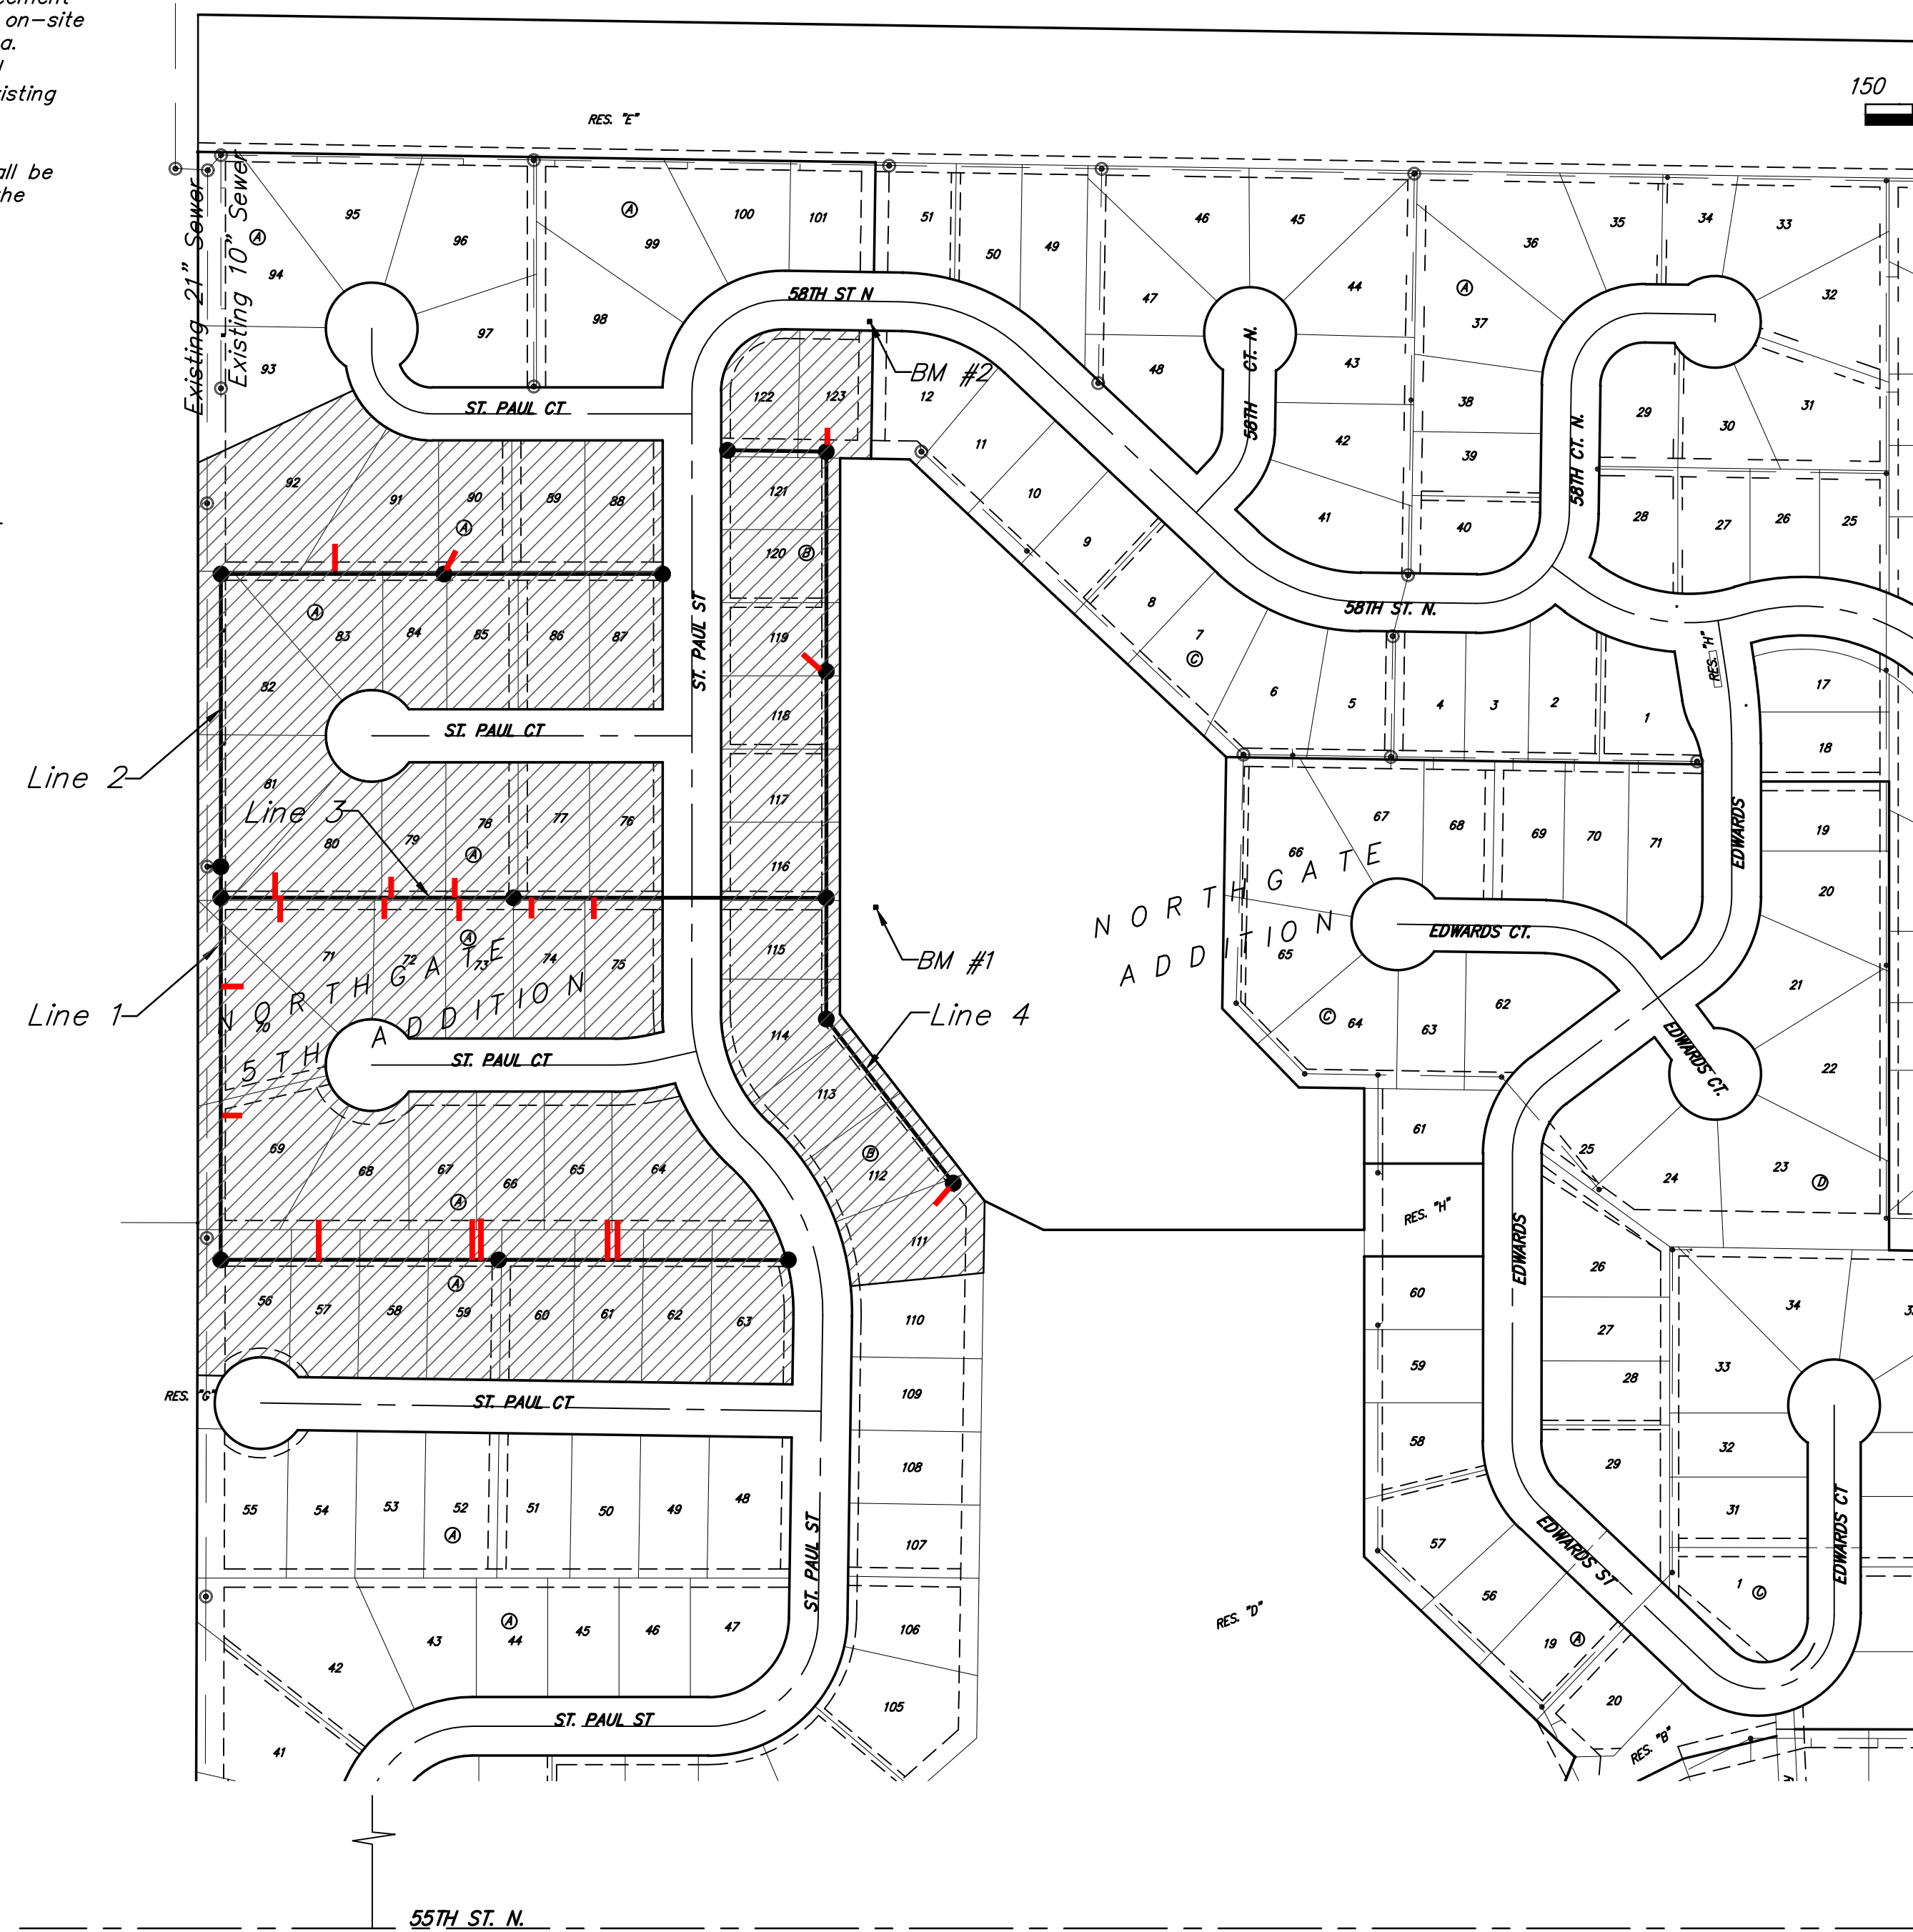 ement
on-site
a.
isting
all be
the
150
RES. "E"
Existing 21" Sewer
Existing 10" Sewer
95
96
A
99
100
101
51
50
49
46
45
36
35
34
33
A
94
97
98
58TH ST N
47
44
A
37
32
93
48
58TH CT. N.
43
38
31
ST. PAUL CT
122
123
BM #2
12
11
42
39
29
30
58TH CT. N.
92
91
90
A
89
88
121
10
9
41
40
28
27
26
25
120
B
A
83
84
85
86
87
ST. PAUL ST
119
8
7
C
58TH ST. N.
RES. "H"
82
118
6
5
4
3
2
1
17
18
ST. PAUL CT
Line 2
81
Line 3
80
79
78
A
77
76
117
116
67
68
69
70
71
66
EDWARDS
19
20
NORTHGATE
ADDITION
BM #1
Line 1
71
72
A
73
74
75
115
65
EDWARDS CT.
NORTHGATE
5TH ADDITION
70
114
Line 4
C
64
63
62
21
EDWARDS CT.
22
ST. PAUL CT
113
69
68
67
A
66
65
64
B
112
111
61
25
24
23
D
RES. "H"
EDWARDS
56
57
58
A
59
60
61
62
63
110
60
26
34
RES. "G"
ST. PAUL CT
109
59
27
28
33
55
54
53
52
A
51
50
49
48
108
58
29
32
31
107
57
EDWARDS ST
EDWARDS CT
42
43
A
44
45
46
47
ST. PAUL ST
106
56
1
C
RES. "D"
19
A
20
41
ST. PAUL ST
105
RES. "B"
55TH ST. N.